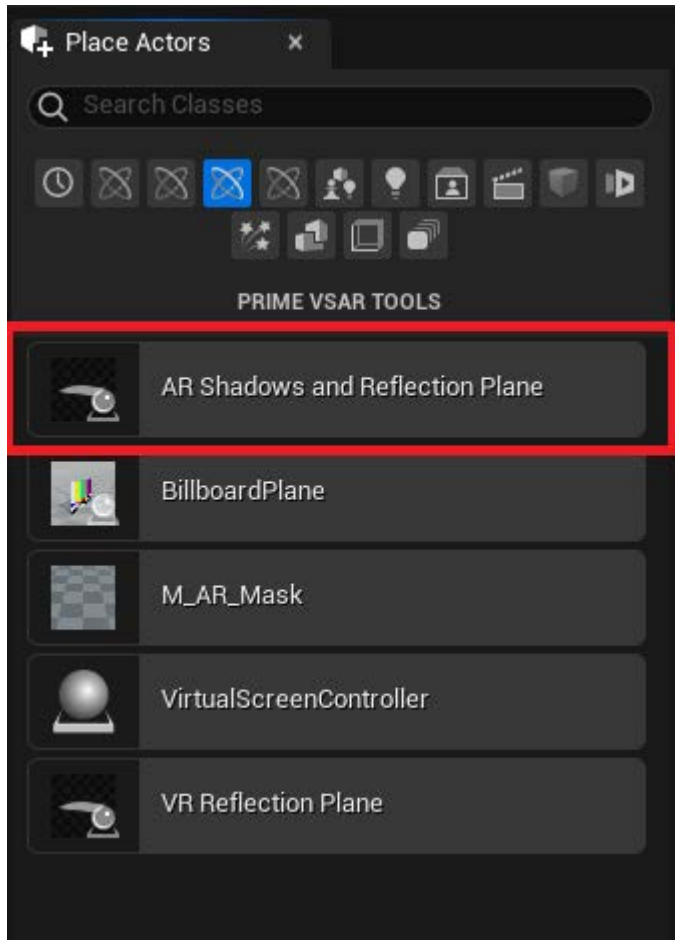 Place Actors
Search Classes
PRIME VSAR TOOLS
AR Shadows and Reflection Plane
BillboardPlane
M_AR_Mask
VirtualScreenController
VR Reflection Plane